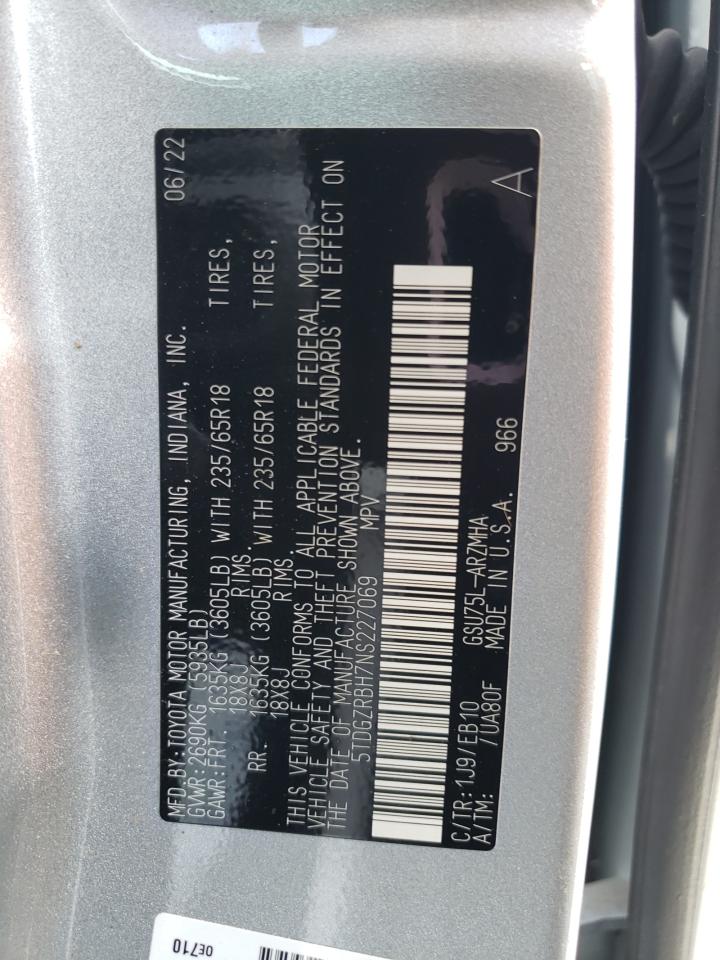 MFD.BY:TOYOTA MOTOR MANUFACTURING, INDIANA, INC. 06/22
GVWR:2690KG (5935LB)
GAWR:FRT. 1635KG (3605LB) WITH 235/65R18 TIRES,
18X8J RIMS.
RR. 1635KG (3605LB) WITH 235/65R18 TIRES,
18X8J RIMS.
THIS VEHICLE CONFORMS TO ALL APPLICABLE FEDERAL MOTOR
VEHICLE SAFETY AND THEFT PREVENTION STANDARDS IN EFFECT ON
THE DATE OF MANUFACTURE SHOWN ABOVE.
5TDGZRBH7NS227069 MPV
C/TR:1J9/EB10 GSU75L-ARZMHA A
A/TM: /UA80F MADE IN U.S.A. 966
0E710